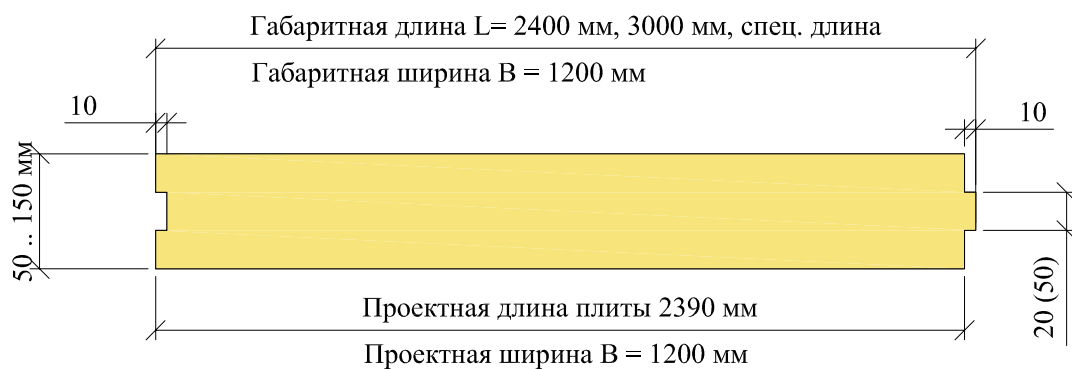 Габаритная длина L= 2400 мм, 3000 мм, спец. длина
Габаритная ширина В = 1200 мм
10
10
50 .. 150 мм
20 (50)
Проектная длина плиты 2390 мм
Проектная ширина В = 1200 мм